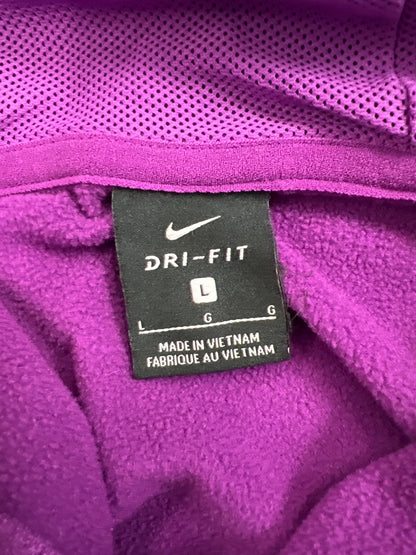 DRI-FIT
L
L G G
MADE IN VIETNAM
FABRIQUE AU VIETNAM